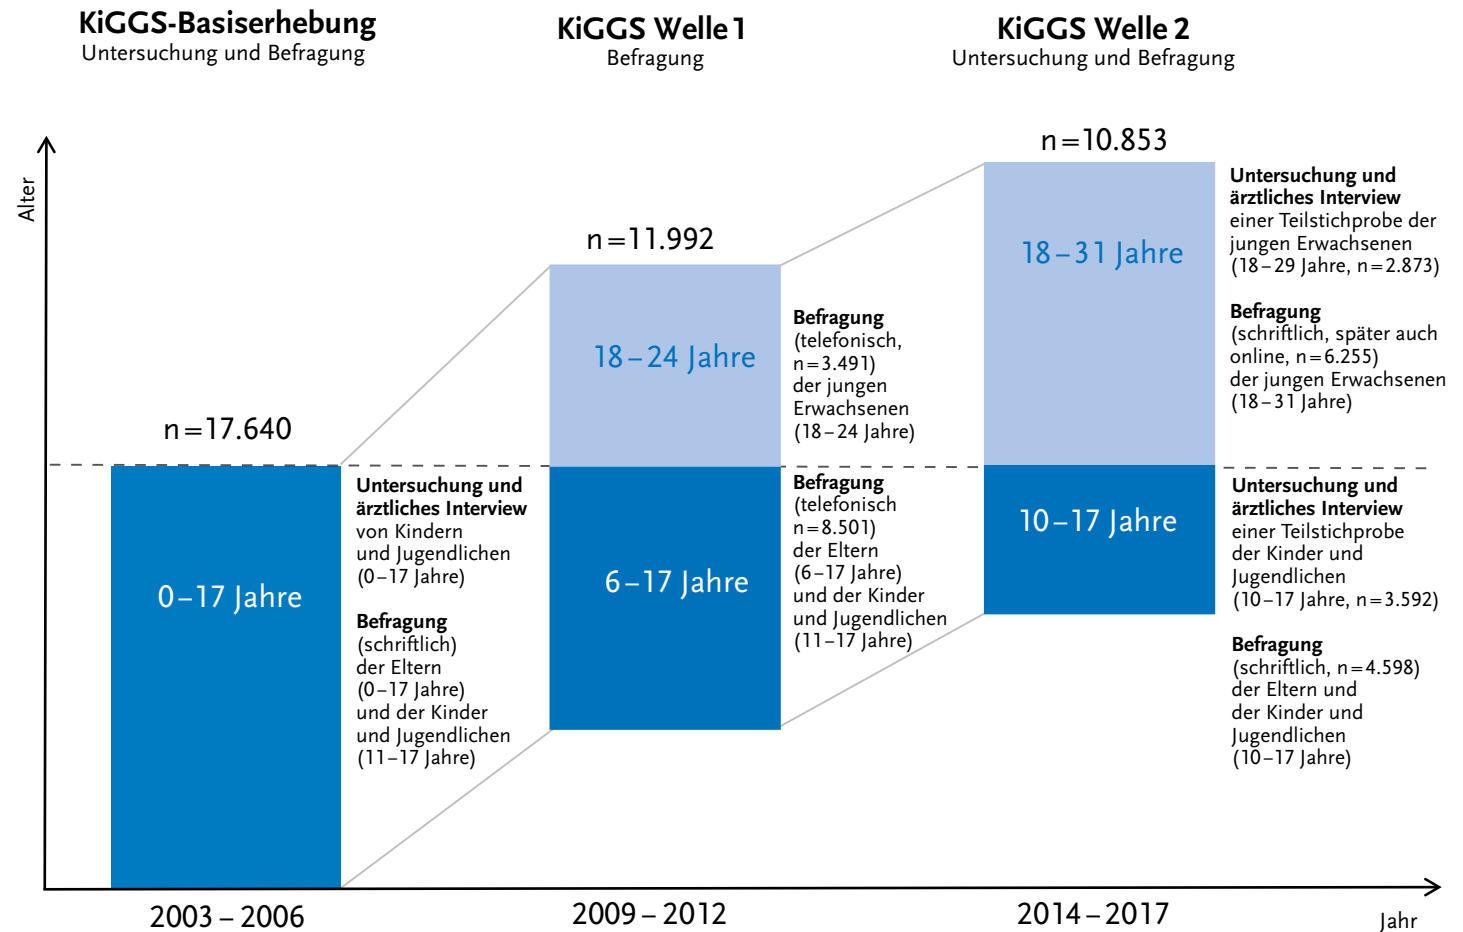 KiGGS-Basiserhebung
Untersuchung und Befragung
KiGGS Welle 1
Befragung
KiGGS Welle 2
Untersuchung und Befragung
Alter
n=17.640
0–17 Jahre
Untersuchung und
ärztliches Interview
von Kindern
und Jugendlichen
(0–17 Jahre)
Befragung
(schriftlich)
der Eltern
(0–17 Jahre)
und der Kinder
und Jugendlichen
(11–17 Jahre)
n=11.992
18–24 Jahre
6–17 Jahre
Befragung
(telefonisch,
n=3.491)
der jungen
Erwachsenen
(18–24 Jahre)
Befragung
(telefonisch
n=8.501)
der Eltern
(6–17 Jahre)
und der Kinder
und Jugendlichen
(11–17 Jahre)
n=10.853
18–31 Jahre
10–17 Jahre
Untersuchung und
ärztliches Interview
einer Teilstichprobe der
jungen Erwachsenen
(18–29 Jahre, n=2.873)
Befragung
(schriftlich, später auch
online, n=6.255)
der jungen Erwachsenen
(18–31 Jahre)
Untersuchung und
ärztliches Interview
einer Teilstichprobe
der Kinder und
Jugendlichen
(10–17 Jahre, n=3.592)
Befragung
(schriftlich, n=4.598)
der Eltern und
der Kinder und
Jugendlichen
(10–17 Jahre)
2003 – 2006
2009 – 2012
2014 – 2017
Jahr